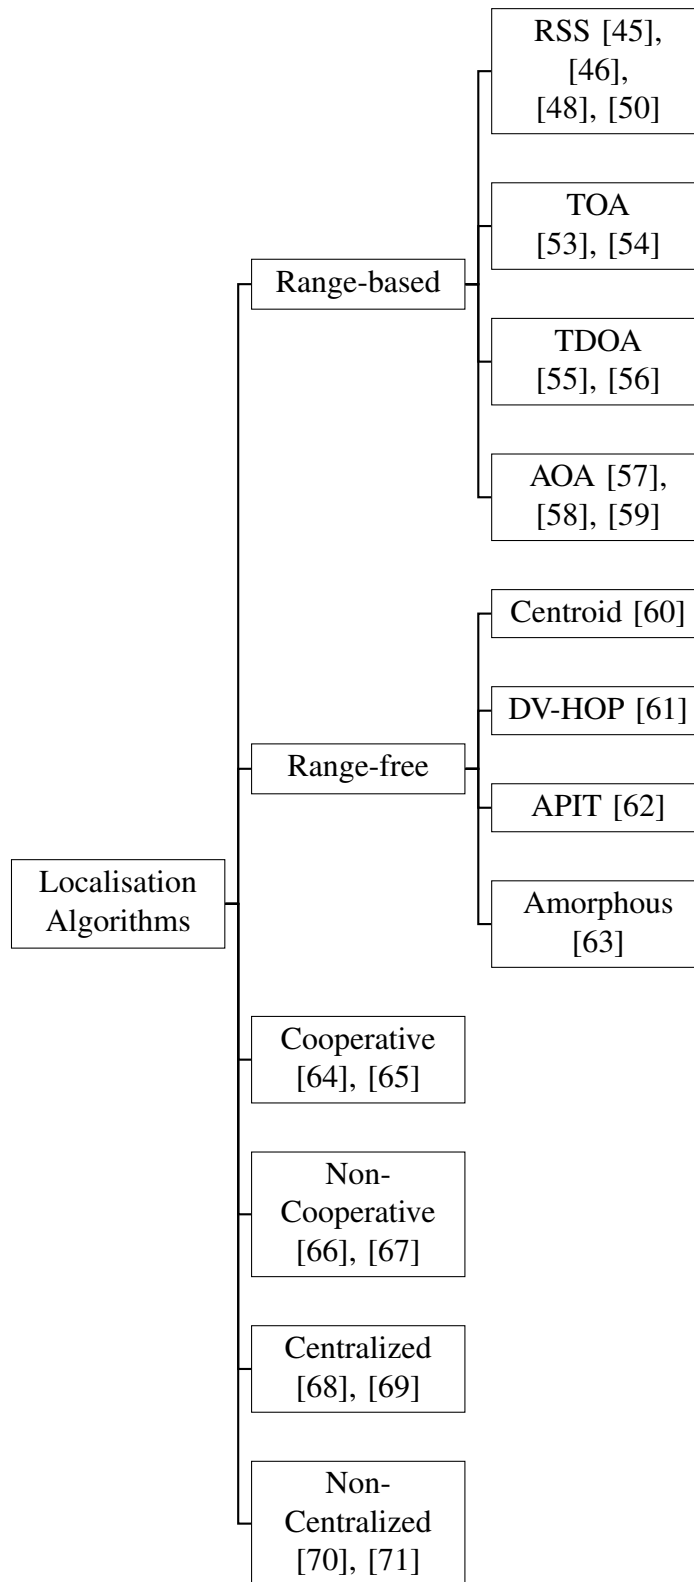 RSS [45],
[46],
[48], [50]
TOA
[53], [54]
Range-based
TDOA
[55], [56]
AOA [57],
[58], [59]
Centroid [60]
DV-HOP [61]
Range-free
APIT [62]
Localisation
Algorithms
Amorphous
[63]
Cooperative
[64], [65]
Non-
Cooperative
[66], [67]
Centralized
[68], [69]
Non-
Centralized
[70], [71]